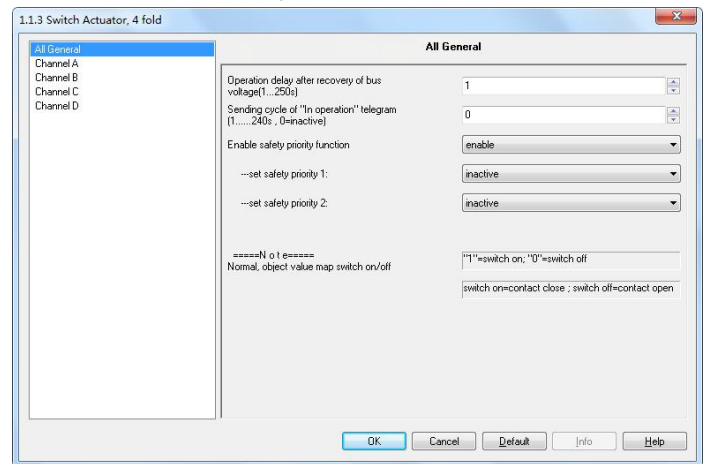 1.1.3 Switch Actuator, 4 fold
All General
Channel A
Channel B
Channel C
Channel D
All General
Operation delay after recovery of bus
voltage(1...250s)
1
Sending cycle of "In operation" telegram
(1......240s , 0=inactive)
0
Enable safety priority function
enable
---set safety priority 1:
inactive
---set safety priority 2:
inactive
=====N o t e=====
Normal, object value map switch on/off
"1"=switch on; "0"=switch off
switch on=contact close ; switch off=contact open
OK
Cancel
Default
Info
Help